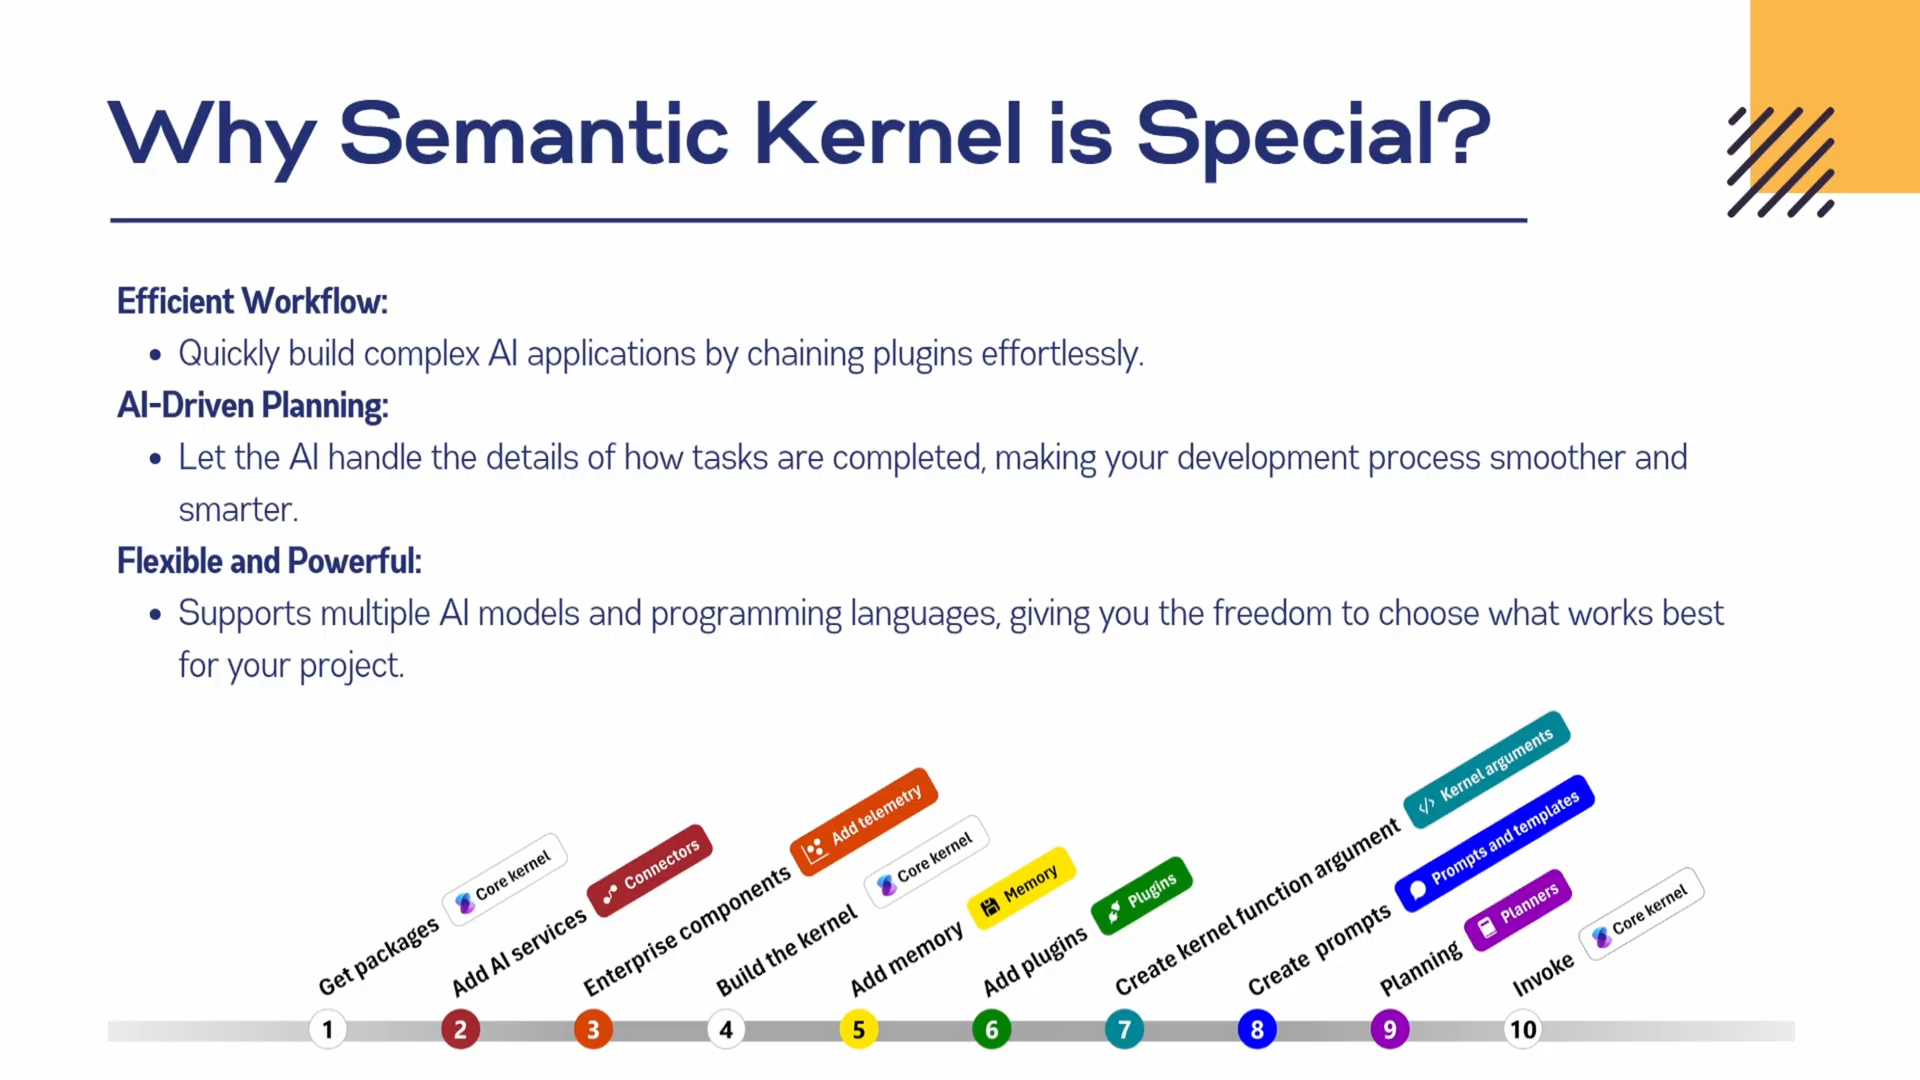 Why Semantic Kernel is Special?
Efficient Workflow:
• Quickly build complex AI applications by chaining plugins effortlessly.
AI-Driven Planning:
• Let the AI handle the details of how tasks are completed, making your development process smoother and
smarter.
Flexible and Powerful:
• Supports multiple AI models and programming languages, giving you the freedom to choose what works best
for your project.
Get packages Core kernel
Add AI services Connectors
Enterprise components Add telemetry
Build the kernel Core kernel
Add memory Memory
Add plugins Plugins
Create kernel function argument </> Kernel arguments
Create prompts Prompts and templates
Planning Planners
Invoke Core kernel
1 2 3 4 5 6 7 8 9 10